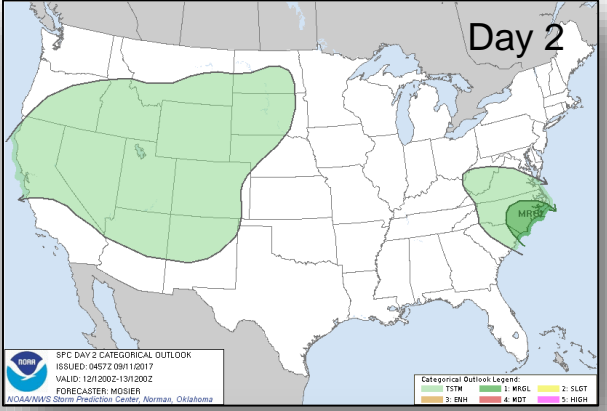 Day 2
MRGL
NOAA
SPC DAY 2 CATEGORICAL OUTLOOK
ISSUED: 0457Z 09/11/2017
VALID: 12/1200Z-13/1200Z
FORECASTER: MOSIER
NOAA/NWS Storm Prediction Center, Norman, Oklahoma
Categorical Outlook Legend:
TSTM 1: MRGL 2: SLGT
3: ENH 4: MDT 5: HIGH